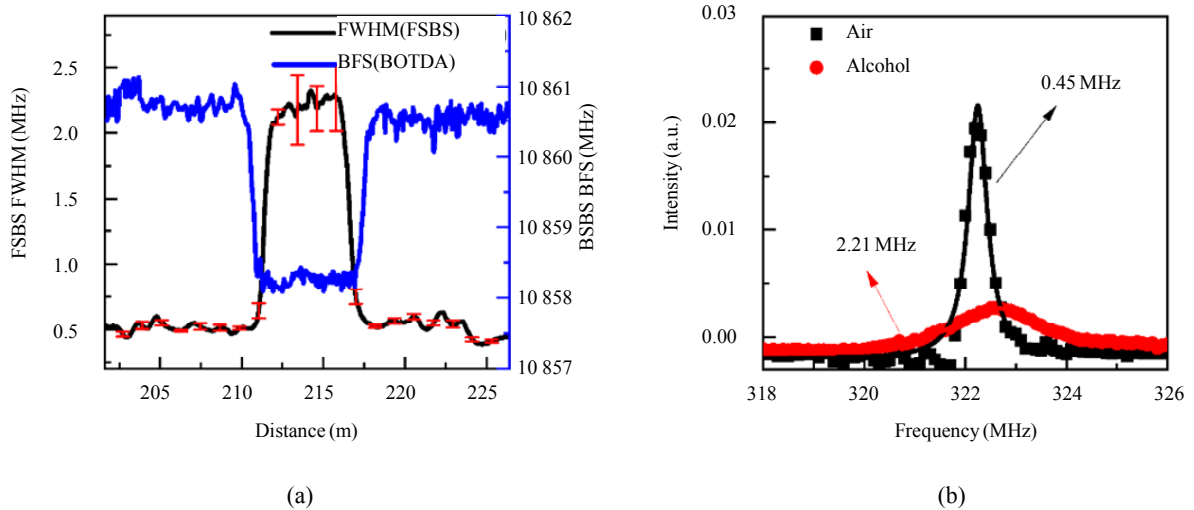 FWHM(FSBS)
BFS(BOTDA)
2.5
2.0
1.5
1.0
0.5
FSBS FWHM (MHz)
10 862
10 861
10 860
10 859
10 858
10 857
BSBS BFS (MHz)
205
210
215
220
225
Distance (m)
(a)
Air
Alcohol
0.45 MHz
2.21 MHz
0.03
0.02
0.01
0.00
Intensity (a.u.)
318
320
322
324
326
Frequency (MHz)
(b)